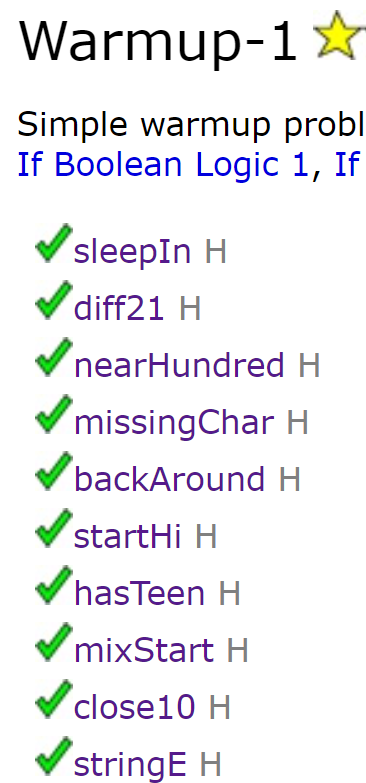 Warmup-1
Simple warmup probl
If Boolean Logic 1, If
sleepIn H
diff21 H
nearHundred H
missingChar H
backAround H
startHi H
hasTeen H
mixStart H
close10 H
stringE H